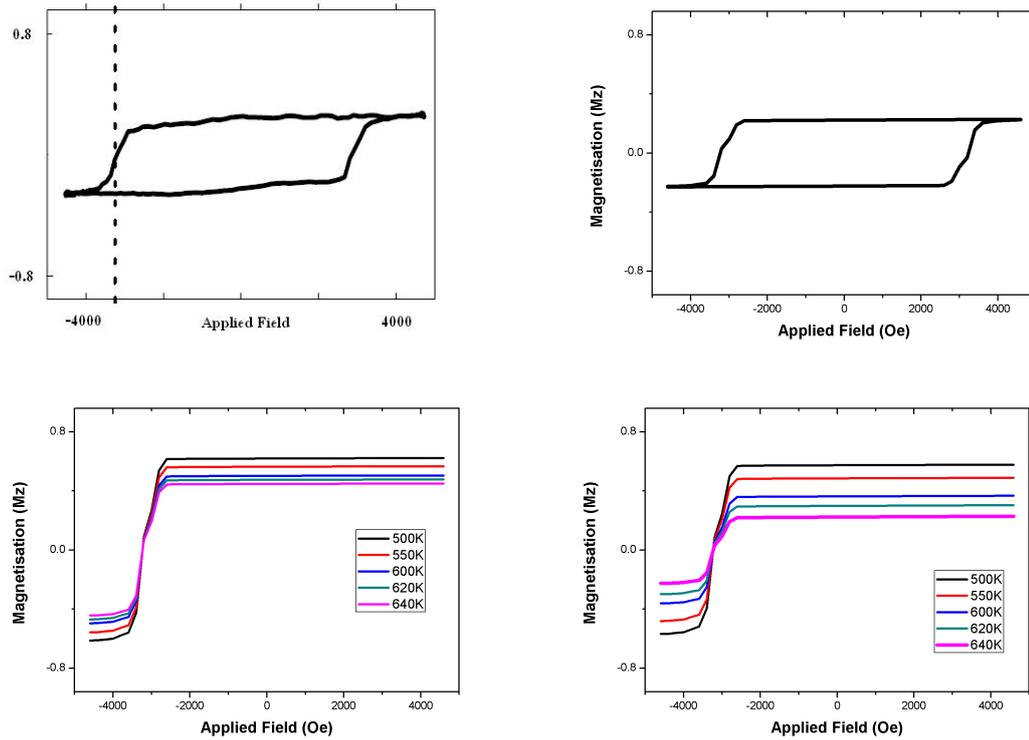 0.8
-0.8
-4000
Applied Field
4000
0.8
0.0
-0.8
Magnetisation (Mz)
-4000 -2000 0 2000 4000
Applied Field (Oe)
0.8
0.0
-0.8
Magnetisation (Mz)
500K
550K
600K
620K
640K
-4000 -2000 0 2000 4000
Applied Field (Oe)
0.8
0.0
-0.8
Magnetisation (Mz)
500K
550K
600K
620K
640K
-4000 -2000 0 2000 4000
Applied Field (Oe)